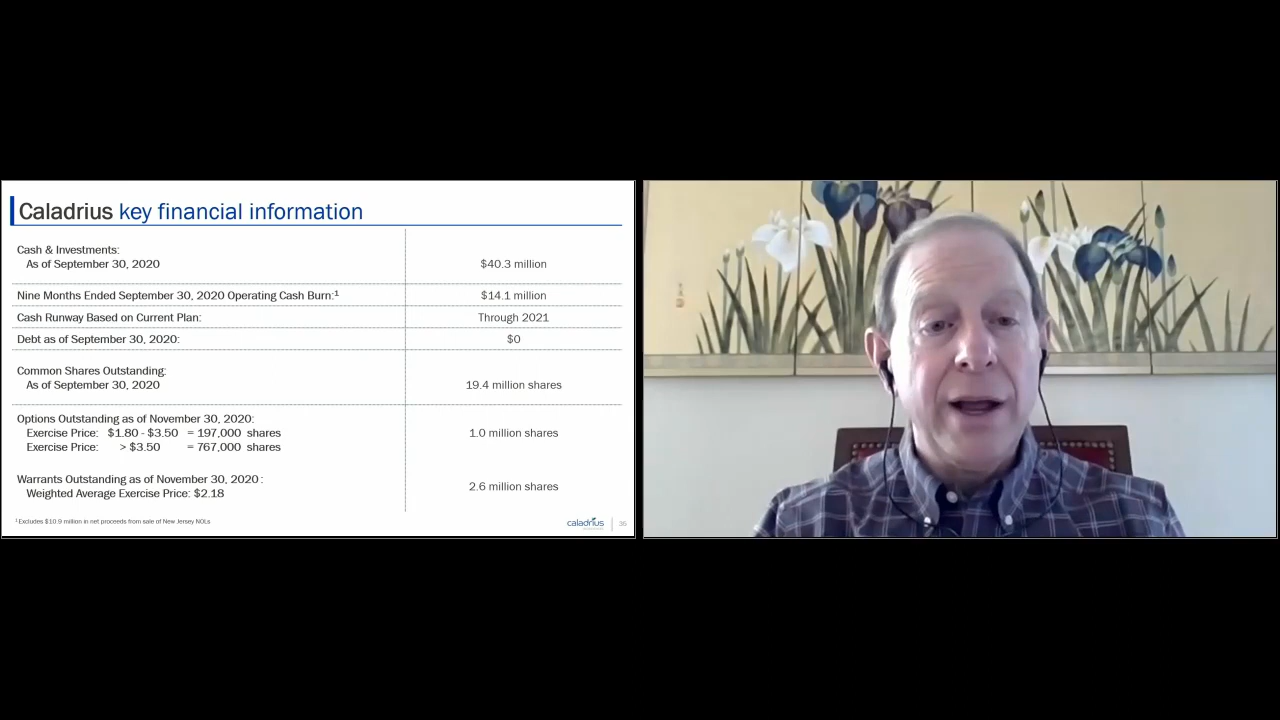 Caladrius key financial information
Cash & Investments:
As of September 30, 2020
$40.3 million
Nine Months Ended September 30, 2020 Operating Cash Burn:¹
$14.1 million
Cash Runway Based on Current Plan:
Through 2021
Debt as of September 30, 2020:
$0
Common Shares Outstanding:
As of September 30, 2020
19.4 million shares
Options Outstanding as of November 30, 2020:
Exercise Price: $1.80 - $3.50 = 197,000 shares
Exercise Price: > $3.50 = 767,000 shares
1.0 million shares
Warrants Outstanding as of November 30, 2020:
Weighted Average Exercise Price: $2.18
2.6 million shares
¹ Excludes $10.9 million in net proceeds from sale of New Jersey NOLs
caladrius
36